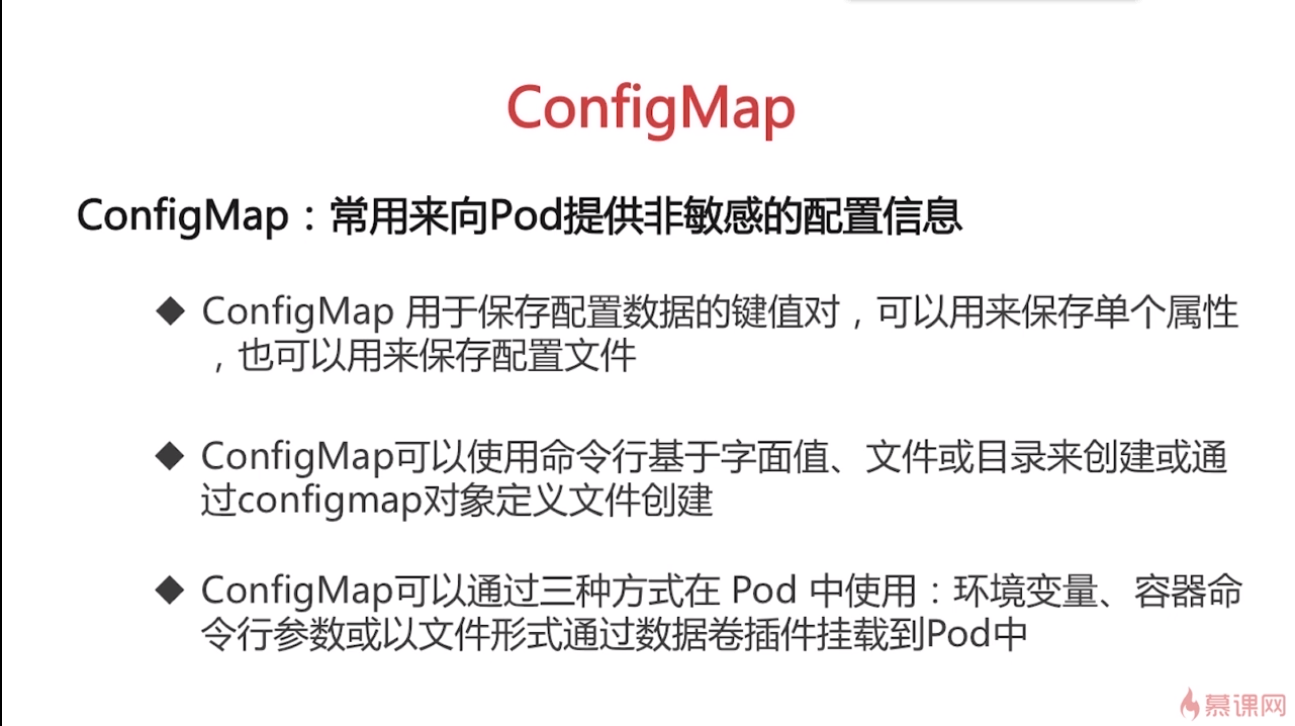 ConfigMap
ConfigMap：常用来向Pod提供非敏感的配置信息
◆ ConfigMap 用于保存配置数据的键值对，可以用来保存单个属性
，也可以用来保存配置文件
◆ ConfigMap可以使用命令行基于字面值、文件或目录来创建或通
过configmap对象定义文件创建
◆ ConfigMap可以通过三种方式在 Pod 中使用：环境变量、容器命
令行参数或以文件形式通过数据卷插件挂载到Pod中
慕课网